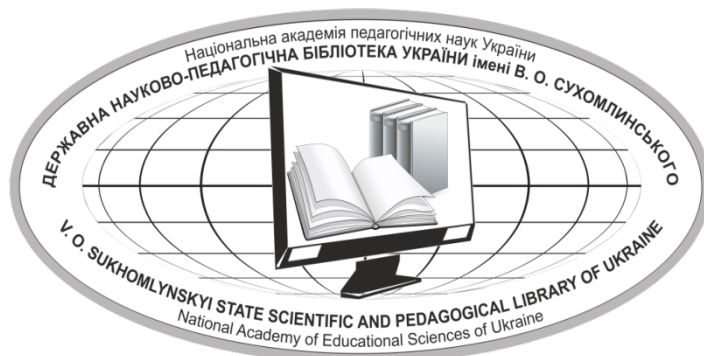 Національна академія педагогічних наук України
ДЕРЖАВНА НАУКОВО-ПЕДАГОГІЧНА БІБЛІОТЕКА УКРАЇНИ імені В. О. СУХОМЛИНСЬКОГО
V. O. SUKHOMLYNSKYI STATE SCIENTIFIC AND PEDAGOGICAL LIBRARY OF UKRAINE
National Academy of Educational Sciences of Ukraine